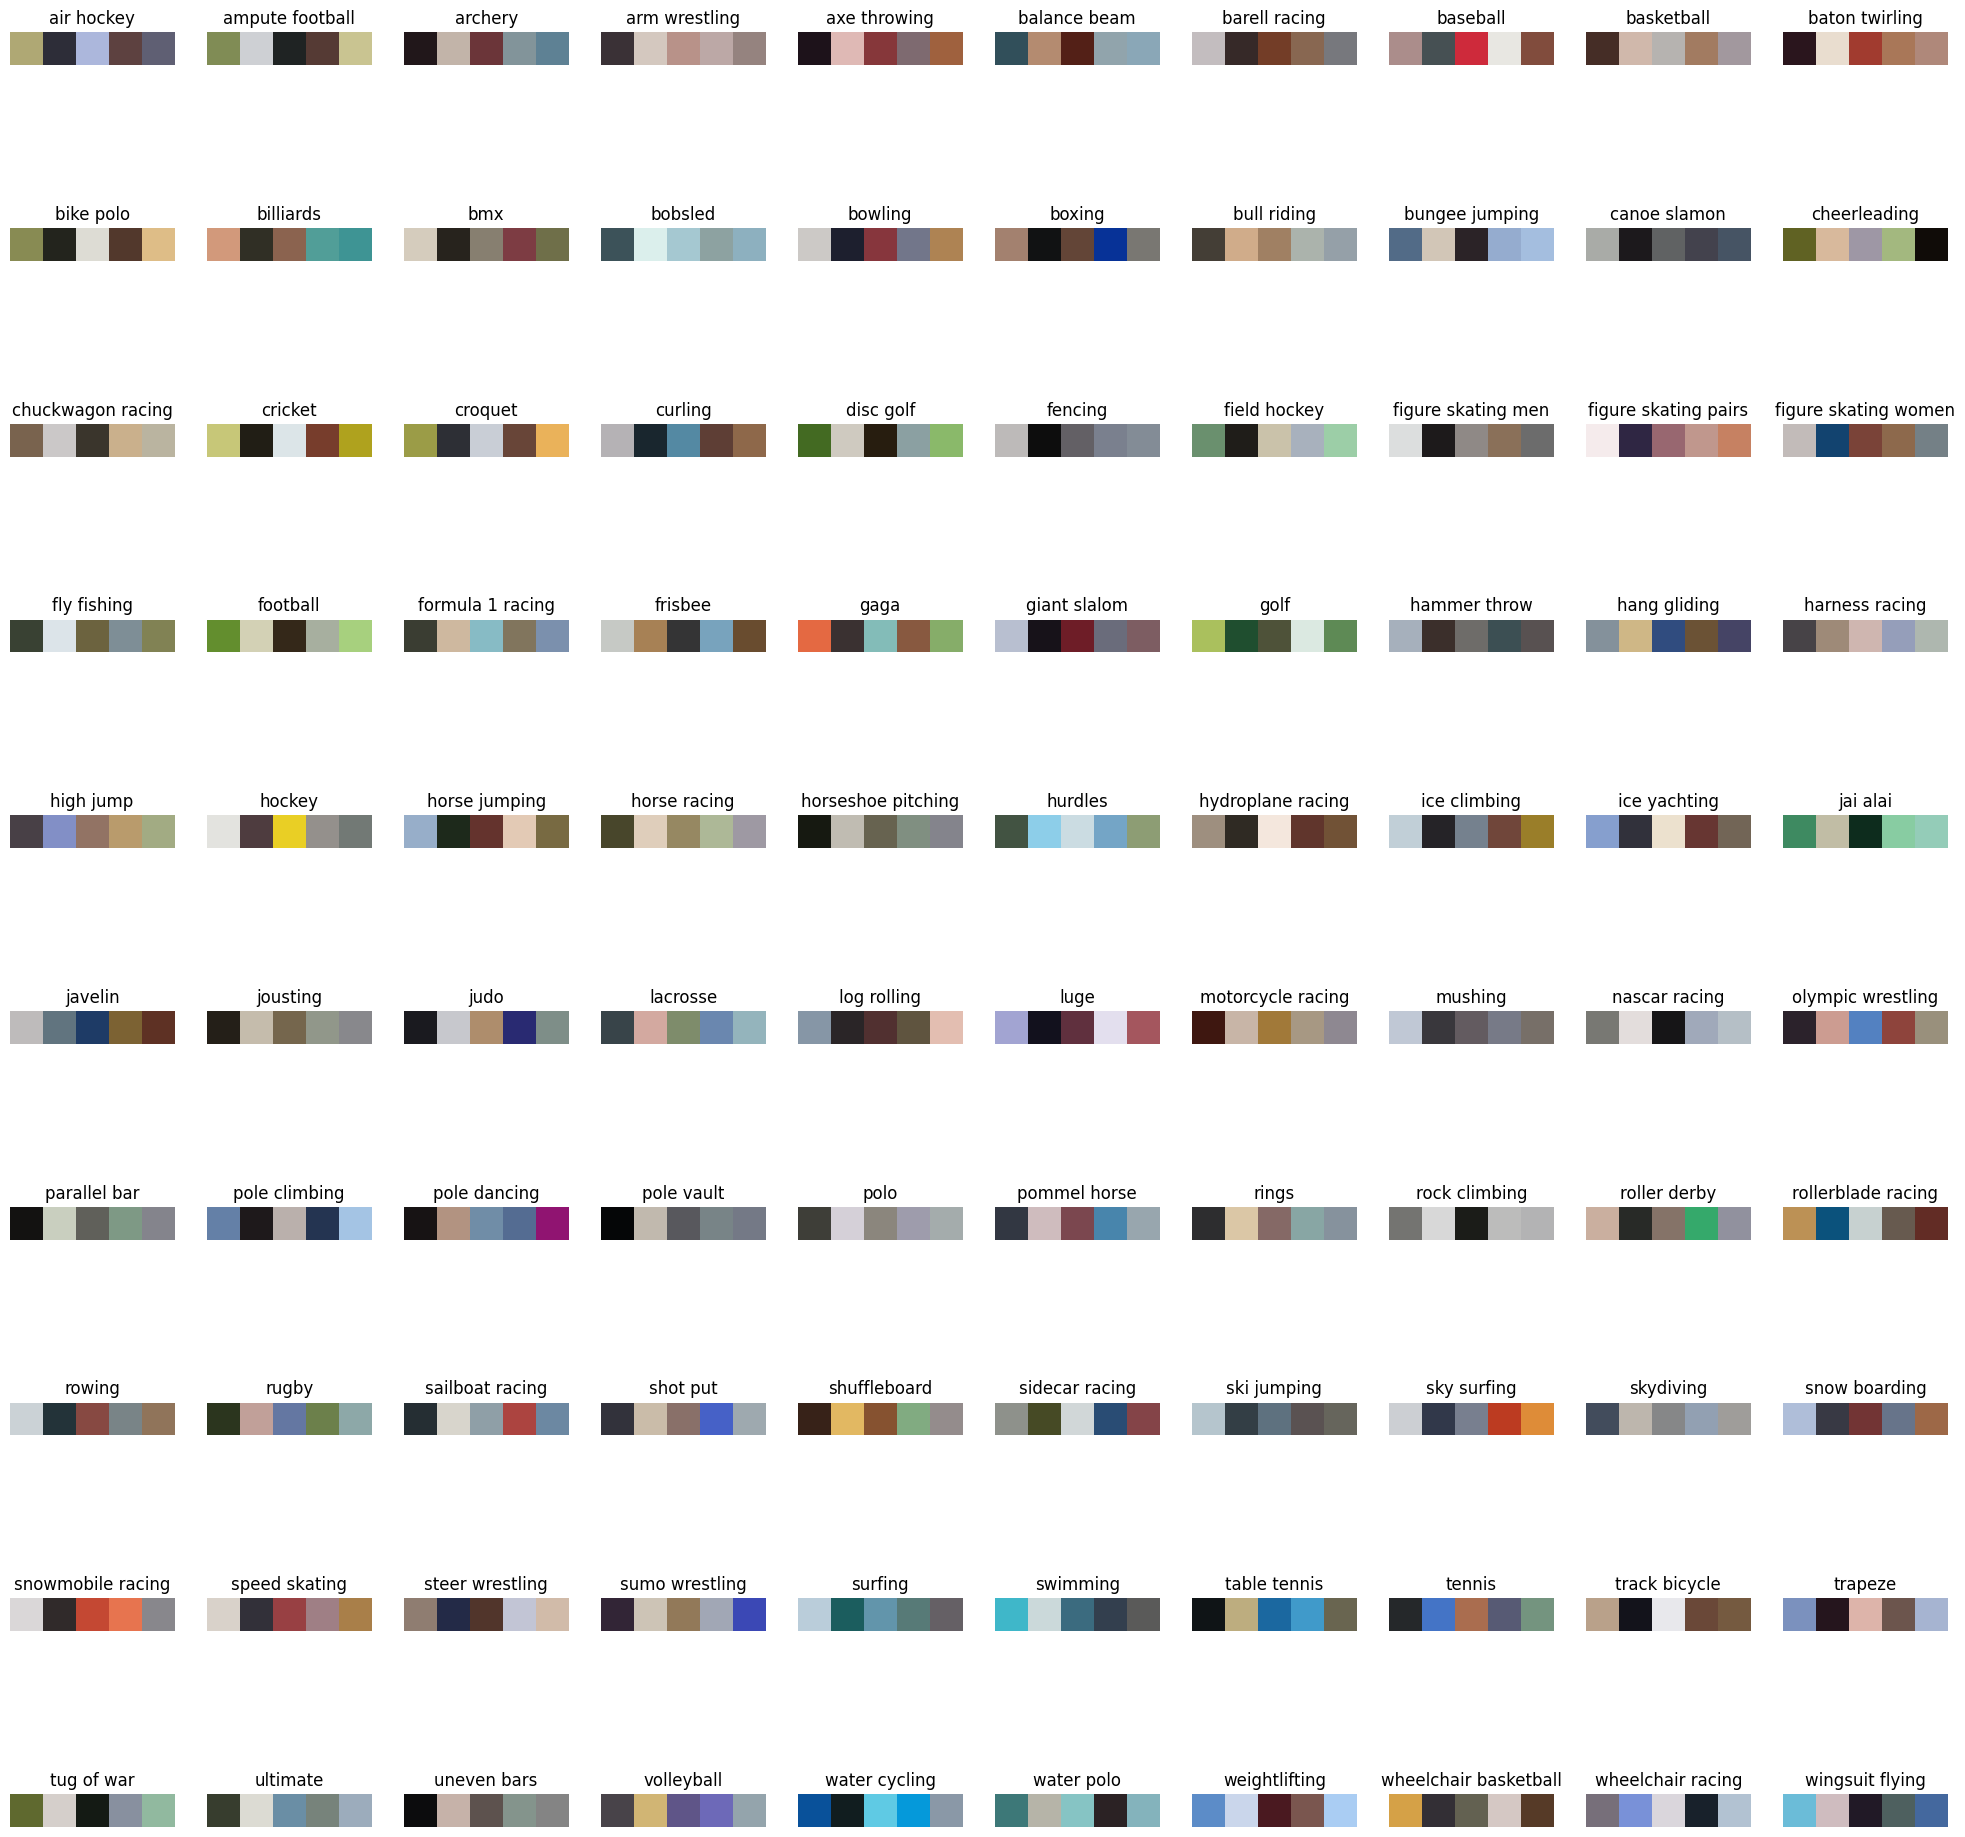 air hockey
ampute football
archery
arm wrestling
axe throwing
balance beam
barell racing
baseball
basketball
baton twirling
bike polo
billiards
bmx
bobsled
bowling
boxing
bull riding
bungee jumping
canoe slamon
cheerleading
chuckwagon racing
cricket
croquet
curling
disc golf
fencing
field hockey
figure skating men
figure skating pairs
figure skating women
fly fishing
football
formula 1 racing
frisbee
gaga
giant slalom
golf
hammer throw
hang gliding
harness racing
high jump
hockey
horse jumping
horse racing
horseshoe pitching
hurdles
hydroplane racing
ice climbing
ice yachting
jai alai
javelin
jousting
judo
lacrosse
log rolling
luge
motorcycle racing
mushing
nascar racing
olympic wrestling
parallel bar
pole climbing
pole dancing
pole vault
polo
pommel horse
rings
rock climbing
roller derby
rollerblade racing
rowing
rugby
sailboat racing
shot put
shuffleboard
sidecar racing
ski jumping
sky surfing
skydiving
snow boarding
snowmobile racing
speed skating
steer wrestling
sumo wrestling
surfing
swimming
table tennis
tennis
track bicycle
trapeze
tug of war
ultimate
uneven bars
volleyball
water cycling
water polo
weightlifting
wheelchair basketball
wheelchair racing
wingsuit flying